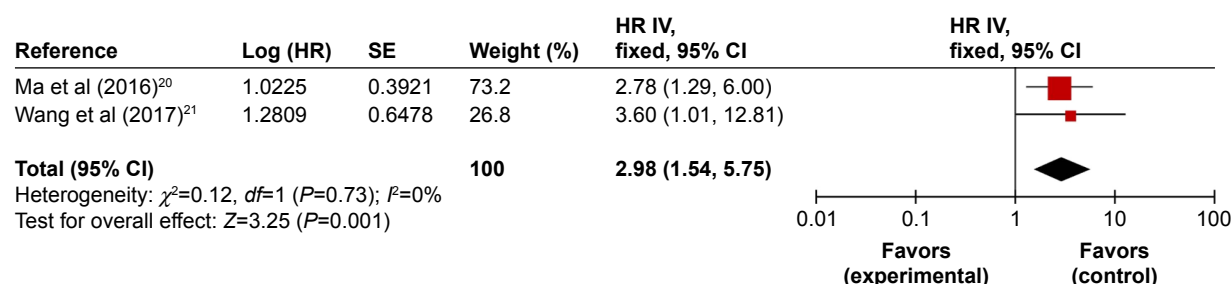 HR IV, HR IV,
Reference Log (HR) SE Weight (%) fixed, 95% CI fixed, 95% CI
Ma et al (2016)²⁰ 1.0225 0.3921 73.2 2.78 (1.29, 6.00)
Wang et al (2017)²¹ 1.2809 0.6478 26.8 3.60 (1.01, 12.81)
Total (95% CI) 100 2.98 (1.54, 5.75)
Heterogeneity: χ²=0.12, df=1 (P=0.73); I²=0%
Test for overall effect: Z=3.25 (P=0.001)
0.01 0.1 1 10 100
Favors Favors
(experimental) (control)